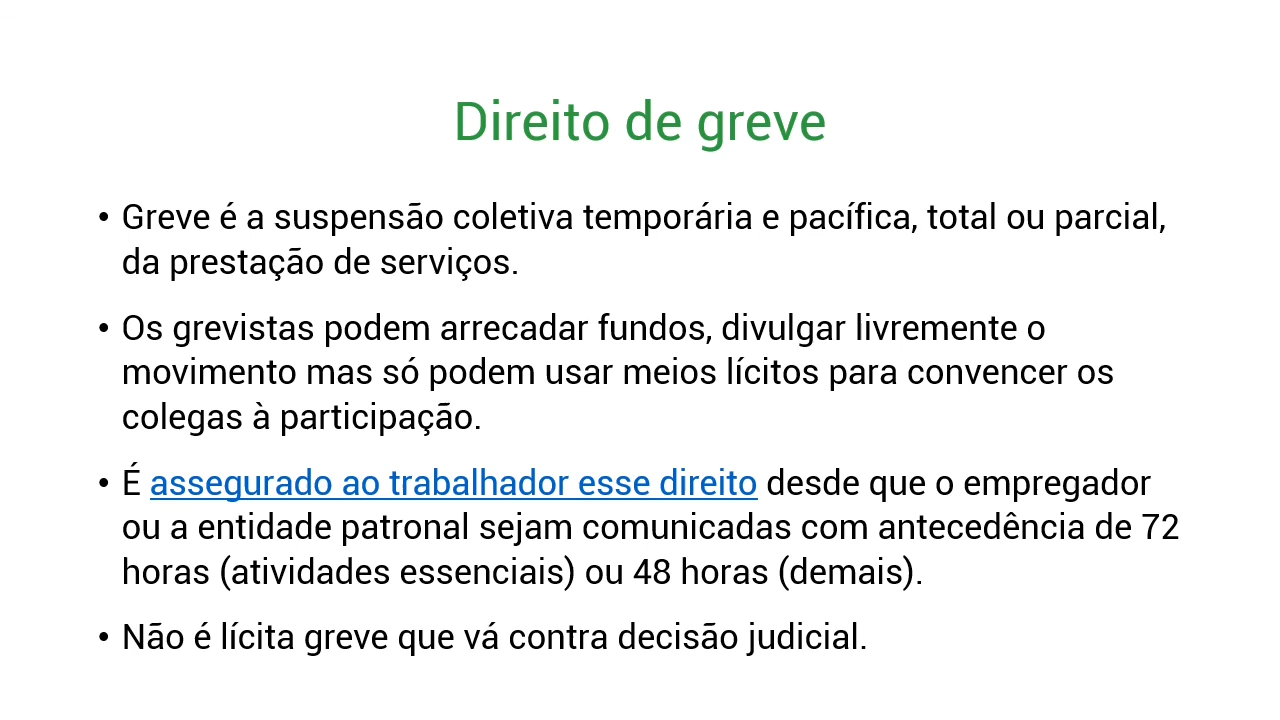 Direito de greve
• Greve é a suspensão coletiva temporária e pacífica, total ou parcial,
da prestação de serviços.
• Os grevistas podem arrecadar fundos, divulgar livremente o
movimento mas só podem usar meios lícitos para convencer os
colegas à participação.
• É assegurado ao trabalhador esse direito desde que o empregador
ou a entidade patronal sejam comunicadas com antecedência de 72
horas (atividades essenciais) ou 48 horas (demais).
• Não é lícita greve que vá contra decisão judicial.